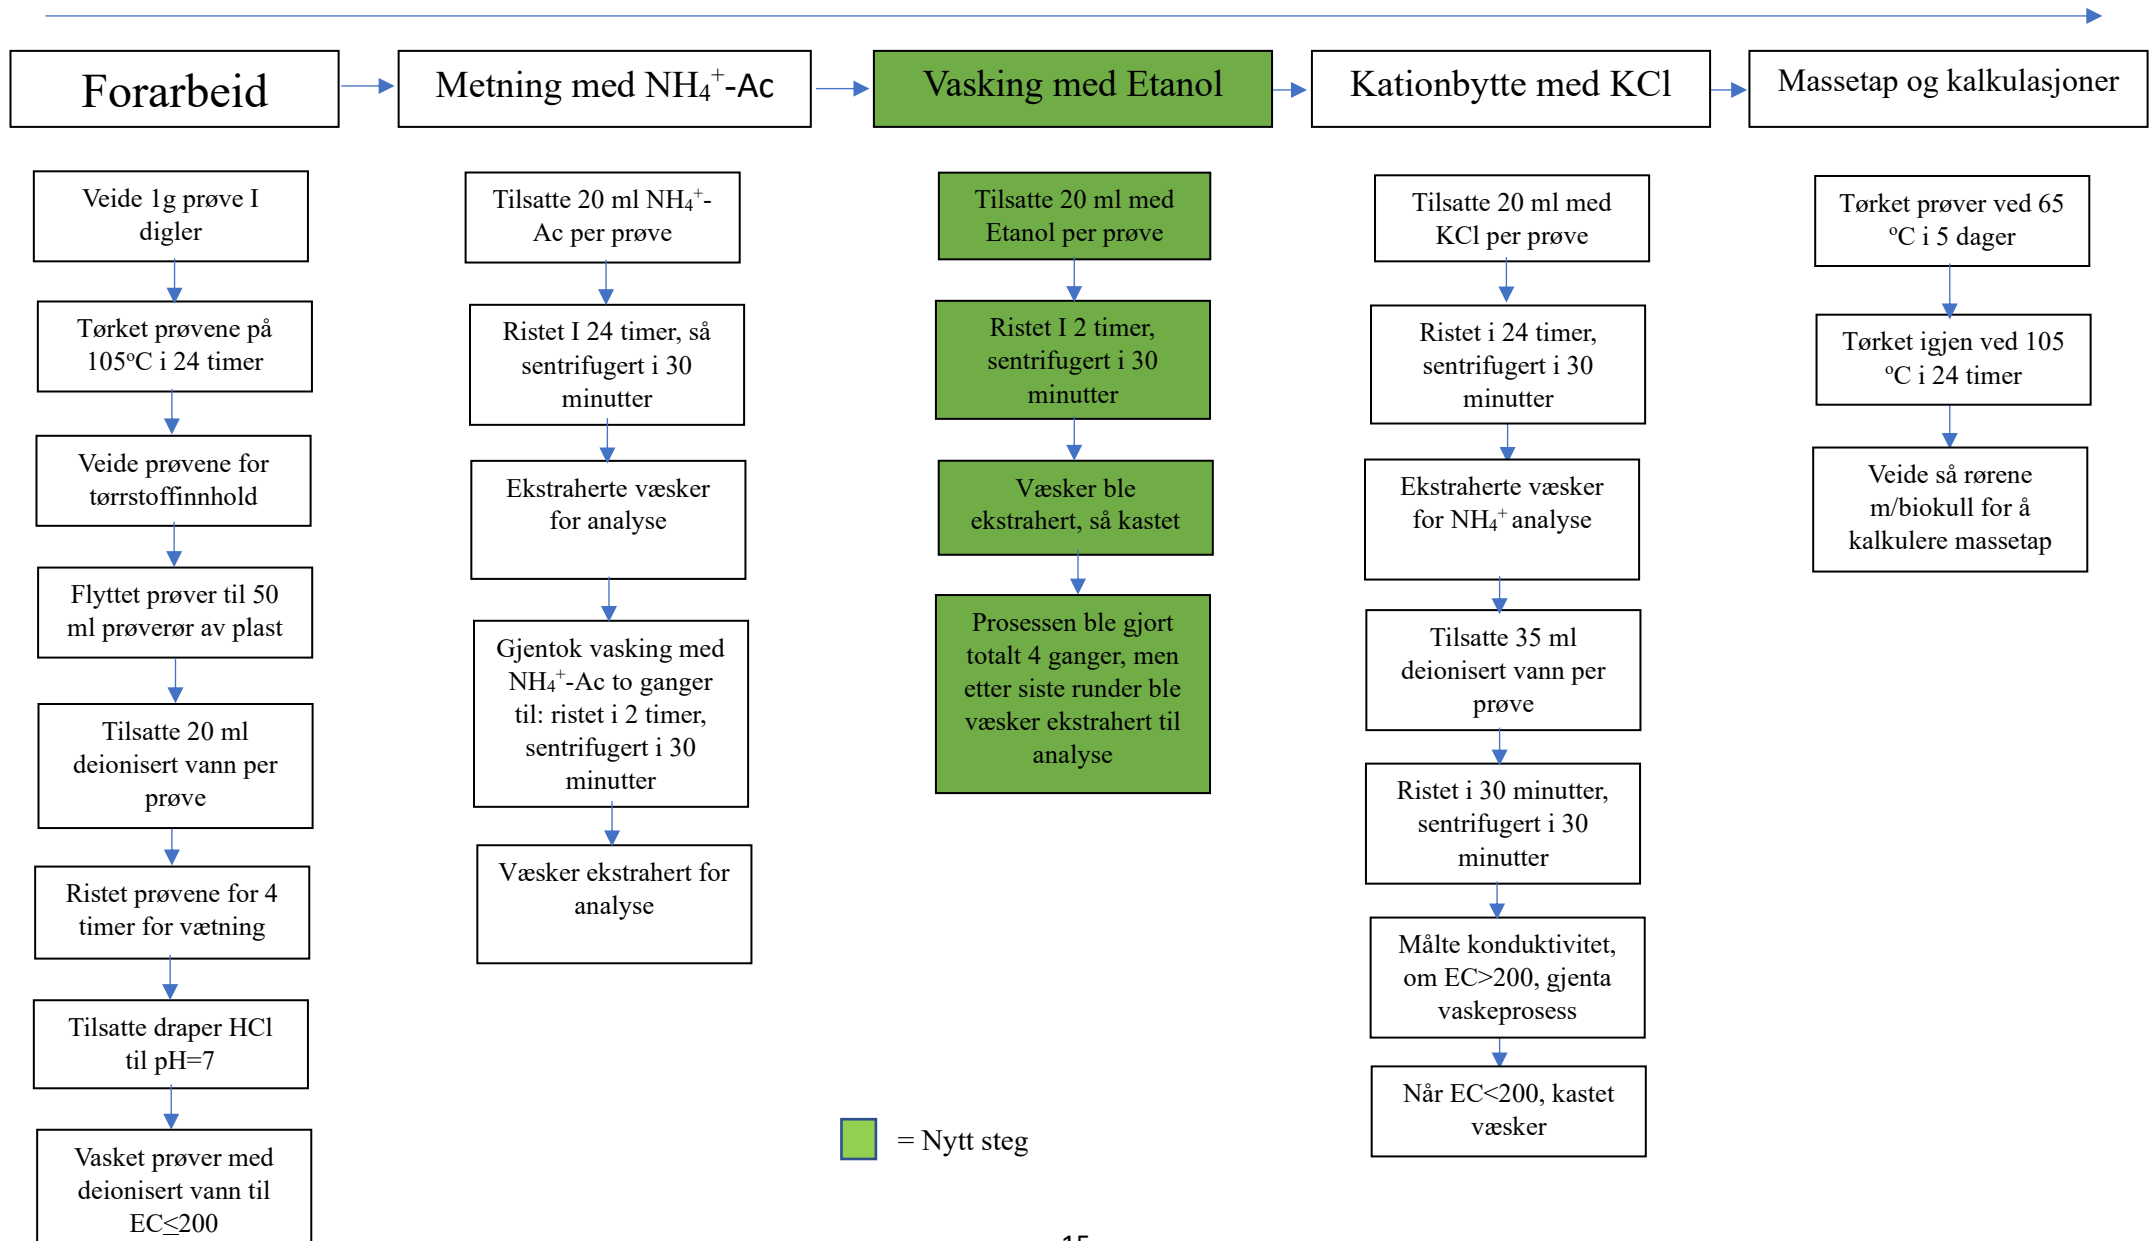 Forarbeid
Metning med NH₄⁺-Ac
Vasking med Etanol
Kationbytte med KCl
Massetap og kalkulasjoner
Veide 1g prøve I
digler
Tørket prøvene på
105ºC i 24 timer
Veide prøvene for
tørrstoffinnhold
Flyttet prøver til 50
ml prøverør av plast
Tilsatte 20 ml
deionisert vann per
prøve
Ristet prøvene for 4
timer for vætning
Tilsatte draper HCl
til pH=7
Vasket prøver med
deionisert vann til
EC≤200
Tilsatte 20 ml NH₄⁺-
Ac per prøve
Ristet I 24 timer, så
sentrifugert i 30
minutter
Ekstraherte væsker
for analyse
Gjentok vasking med
NH₄⁺-Ac to ganger
til: ristet i 2 timer,
sentrifugert i 30
minutter
Væsker ekstrahert for
analyse
Tilsatte 20 ml med
Etanol per prøve
Ristet I 2 timer,
sentrifugert i 30
minutter
Væsker ble
ekstrahert, så kastet
Prosessen ble gjort
totalt 4 ganger, men
etter siste runder ble
væsker ekstrahert til
analyse
Tilsatte 20 ml med
KCl per prøve
Ristet i 24 timer,
sentrifugert i 30
minutter
Ekstraherte væsker
for NH₄⁺ analyse
Tilsatte 35 ml
deionisert vann per
prøve
Ristet i 30 minutter,
sentrifugert i 30
minutter
Målte konduktivitet,
om EC>200, gjenta
vaskeprosess
Når EC<200, kastet
væsker
Tørket prøver ved 65
ºC i 5 dager
Tørket igjen ved 105
ºC i 24 timer
Veide så rørene
m/biokull for å
kalkulere massetap
= Nytt steg
15